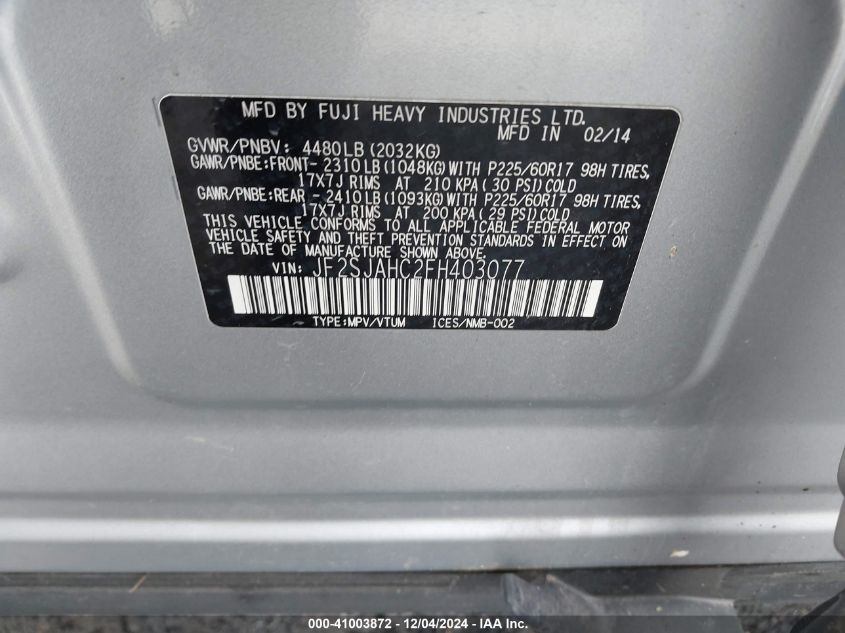 MFD BY FUJI HEAVY INDUSTRIES LTD.
MFD IN 02/14
GVWR/PNBV: 4480LB (2032KG)
GAWR/PNBE:FRONT- 2310LB (1048KG) WITH P225/60R17 98H TIRES,
17X7J RIMS AT 210 KPA ( 30 PSI) COLD
GAWR/PNBE:REAR - 2410LB (1093KG) WITH P225/60R17 98H TIRES,
17X7J RIMS AT 200 KPA ( 29 PSI) COLD
THIS VEHICLE CONFORMS TO ALL APPLICABLE FEDERAL MOTOR
VEHICLE SAFETY AND THEFT PREVENTION STANDARDS IN EFFECT ON
THE DATE OF MANUFACTURE SHOWN ABOVE.
VIN: JF2SJAHC2FH403077
TYPE:MPV/VTUM ICES/NMB-002
000-41003872 - 12/04/2024 - © IAA, Inc.